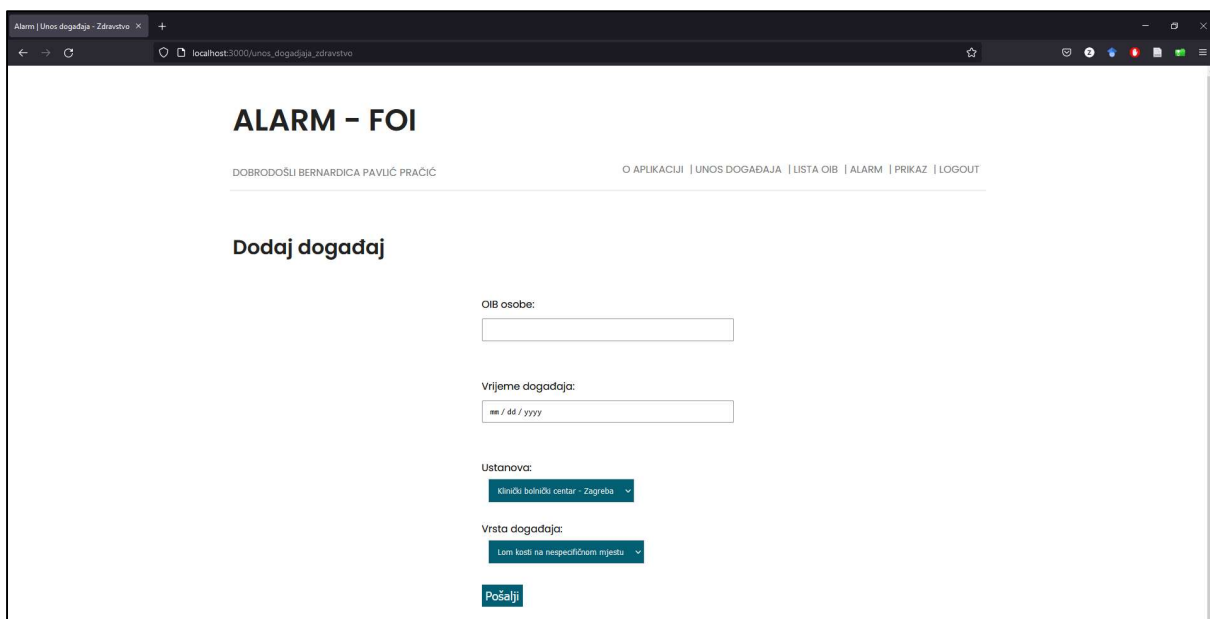 Alarm | Unos događaja - Zdravstvo
localhost:3000/unos_dogadjaja_zdravstvo
ALARM - FOI
DOBRODOŠLI BERNARDICA PAVLIĆ PRAČIĆ
O APLIKACIJI | UNOS DOGAĐAJA | LISTA OIB | ALARM | PRIKAZ | LOGOUT
Dodaj događaj
OIB osobe:
Vrijeme događaja:
mm / dd / yyyy
Ustanova:
Klinički bolnički centar - Zagreba
Vrsta događaja:
Lom kosti na nespecifičnom mjestu
Pošalji